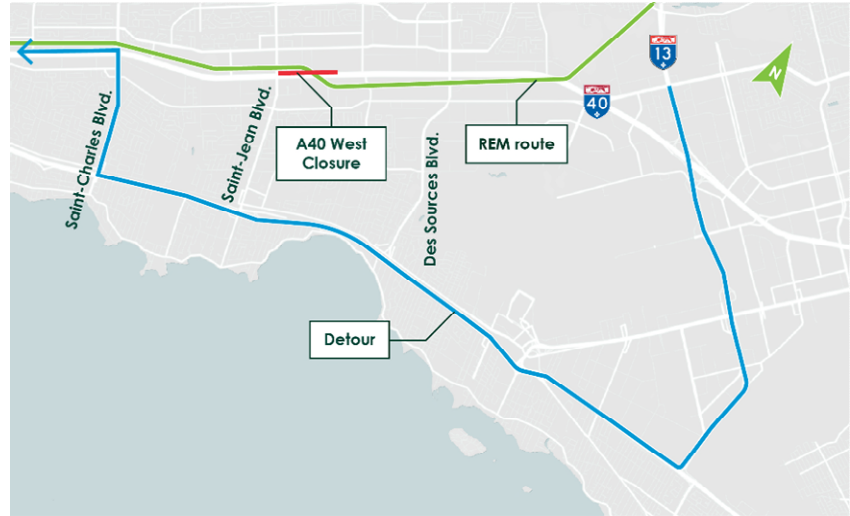 13
N
40
A40 West
Closure
REM route
Saint-Charles Blvd.
Saint-Jean Blvd.
Des Sources Blvd.
Detour